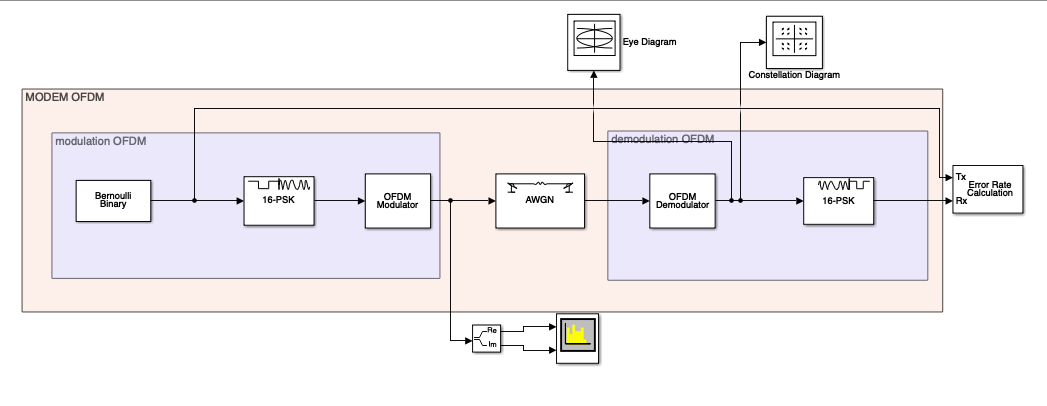 Eye Diagram
Constellation Diagram
MODEM OFDM
modulation OFDM
demodulation OFDM
Bernoulli
Binary
16-PSK
OFDM
Modulator
AWGN
OFDM
Demodulator
16-PSK
Tx
Rx
Error Rate
Calculation
Re
Im